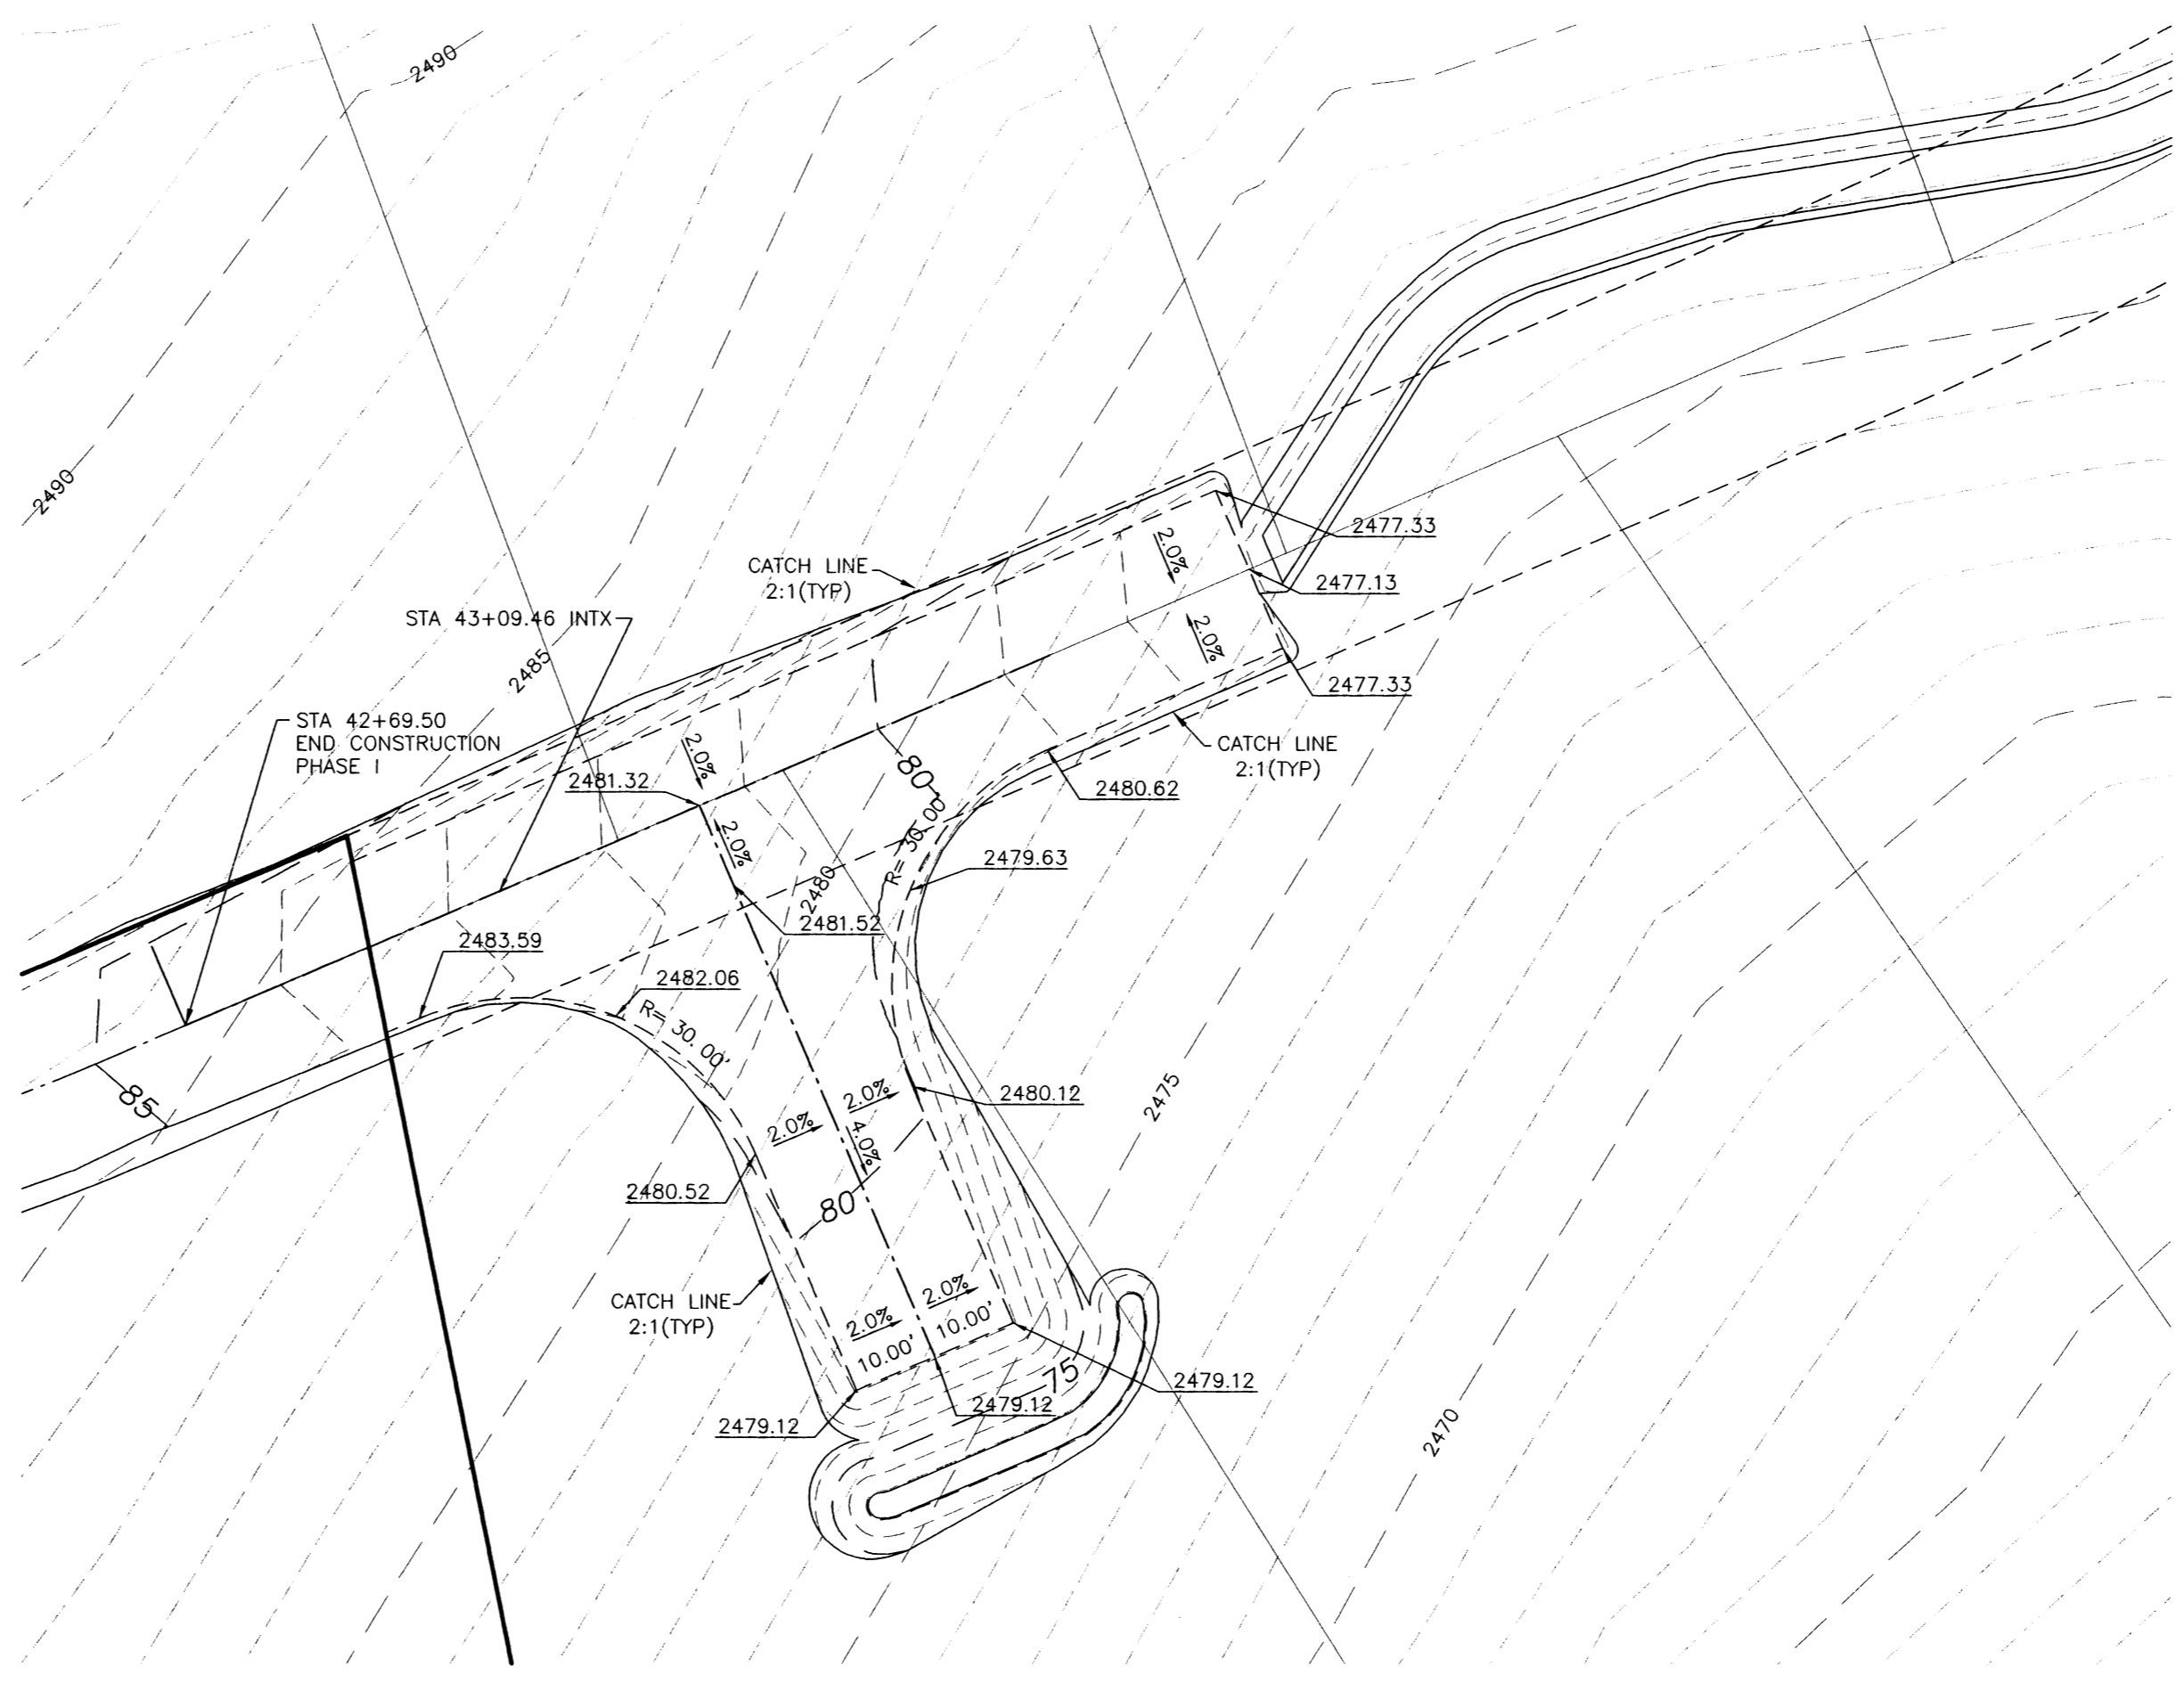 2490
2490
2477.33
2.0%
CATCH LINE
2:1(TYP)
2477.13
STA 43+09.46 INTX
2.0%
2485
2477.33
STA 42+69.50
END CONSTRUCTION
PHASE 1
2.0%
80
CATCH LINE
2:1(TYP)
2481.32
2480.62
2.0%
R= 30.00'
2479.63
2480
2481.52
2483.59
2482.06
R= 30.00'
85
2.0%
2480.12
2475
2.0%
4.0%
2480.52
80
2.0%
CATCH LINE
2:1(TYP)
2.0%
10.00'
10.00'
75
2479.12
2479.12
2479.12
2470